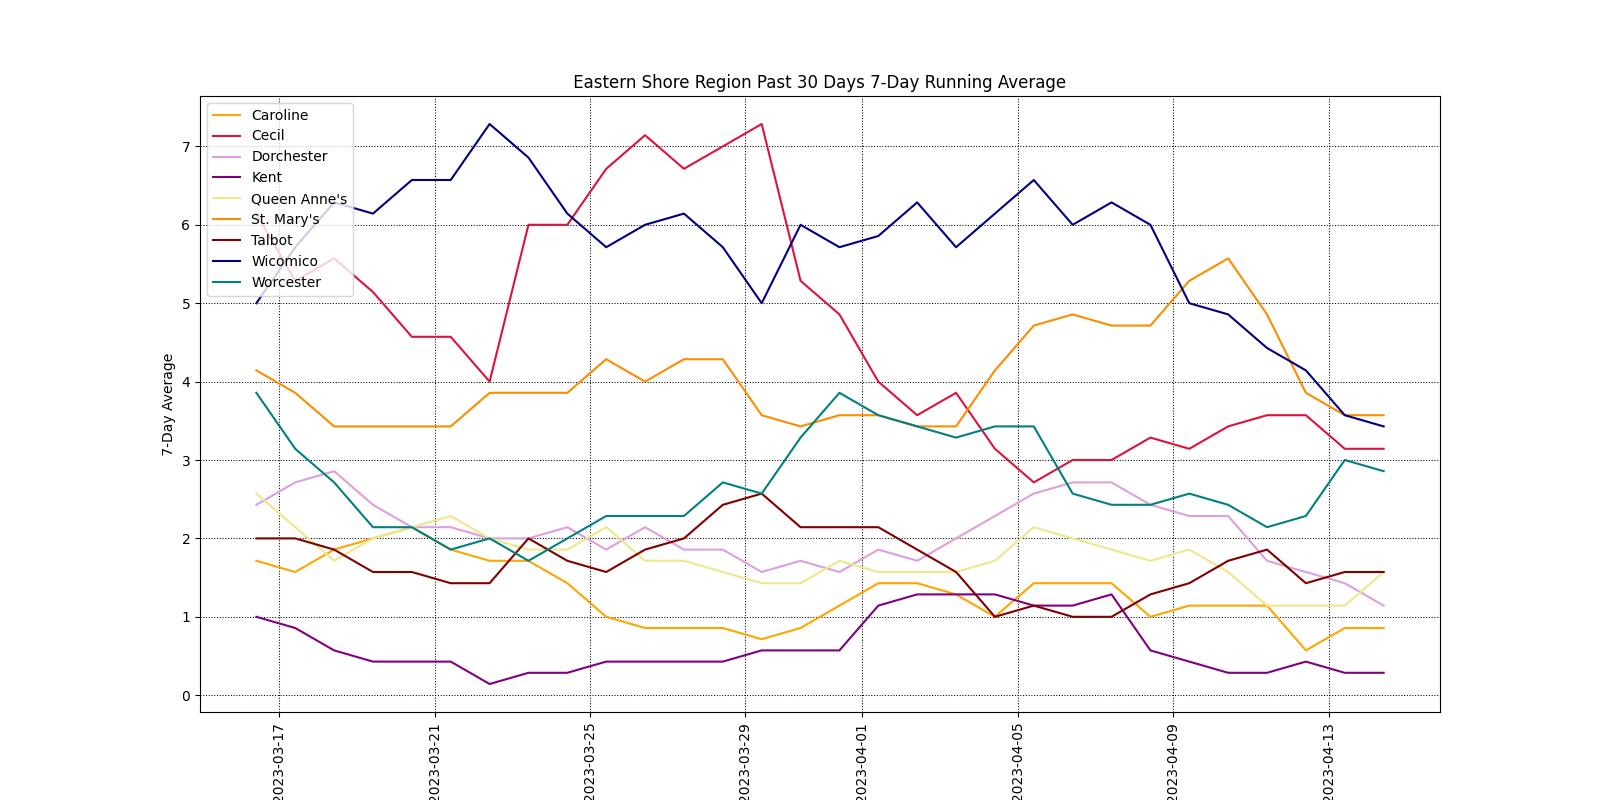 Eastern Shore Region Past 30 Days 7-Day Running Average
Caroline
Cecil
Dorchester
Kent
Queen Anne's
St. Mary's
Talbot
Wicomico
Worcester
7-Day Average
7
6
5
4
3
2
1
0
2023-03-17
2023-03-21
2023-03-25
2023-03-29
2023-04-01
2023-04-05
2023-04-09
2023-04-13